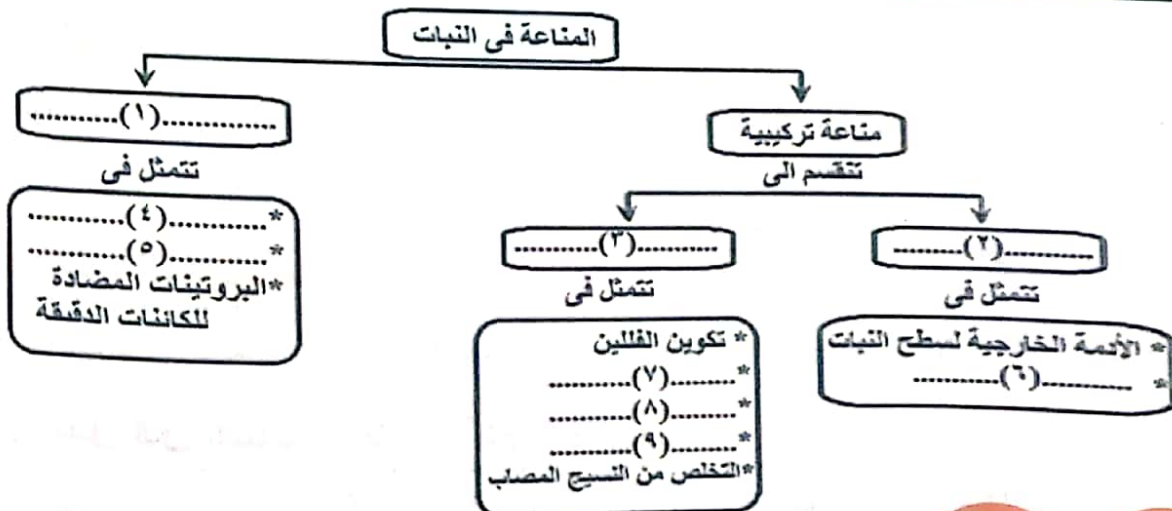 المناعة فى النبات
مناعة تركيبية
تنقسم الى
..........(٢)..........
تتمثل فى
* الأدمة الخارجية لسطح النبات
* ..........(٦)..........
..........(٣)..........
تتمثل فى
* تكوين الفللين
*........(٧)..........
*........(٨)..........
*........(٩)..........
*التخلص من النسيج المصاب
..............(١)...........
تتمثل فى
*............(٤)............
*............(٥)............
*البروتينات المضادة
للكائنات الدقيقة